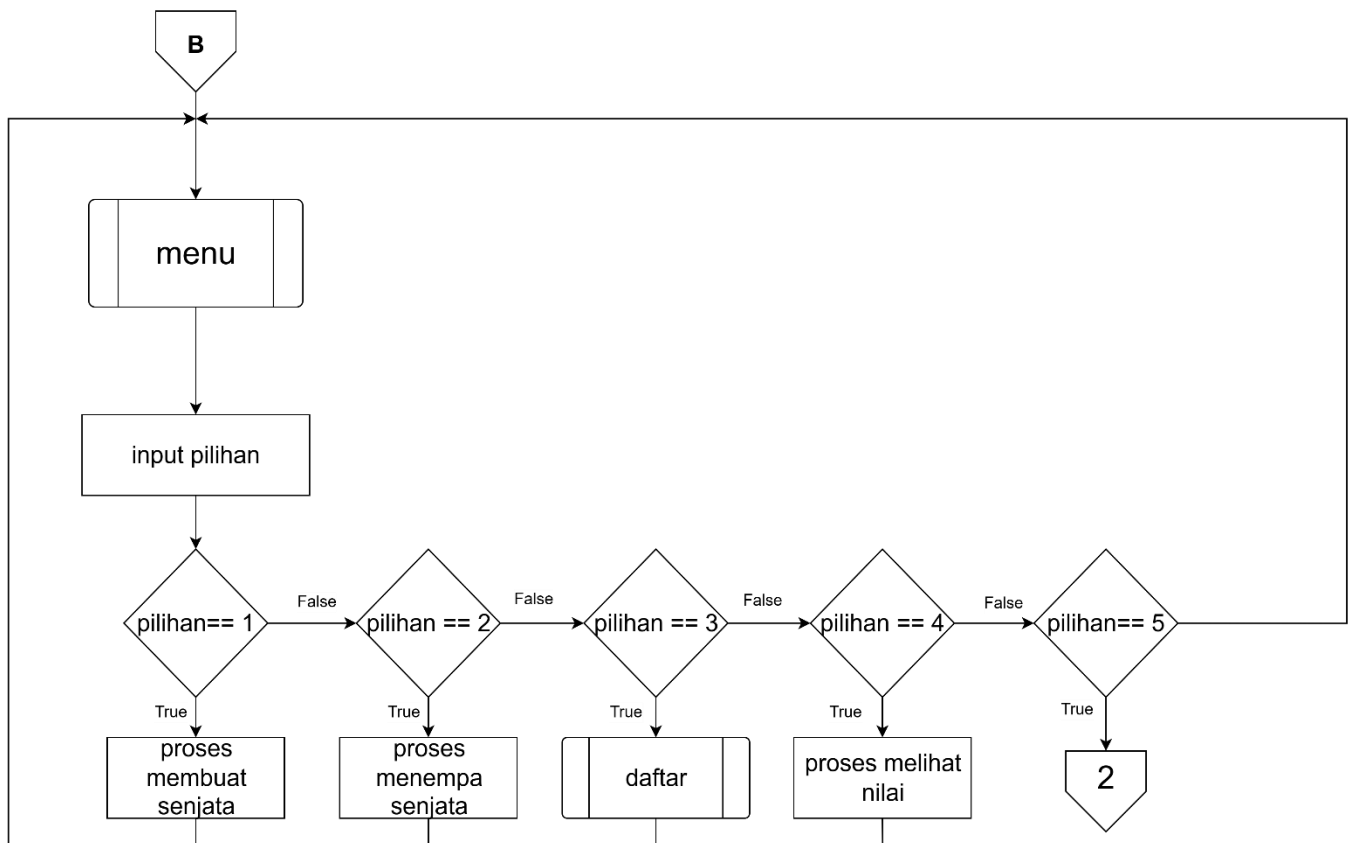 B
menu
input pilihan
pilihan== 1
False
pilihan == 2
False
pilihan == 3
False
pilihan == 4
False
pilihan== 5
True
True
True
True
True
proses
membuat
senjata
proses
menempa
senjata
daftar
proses melihat
nilai
2